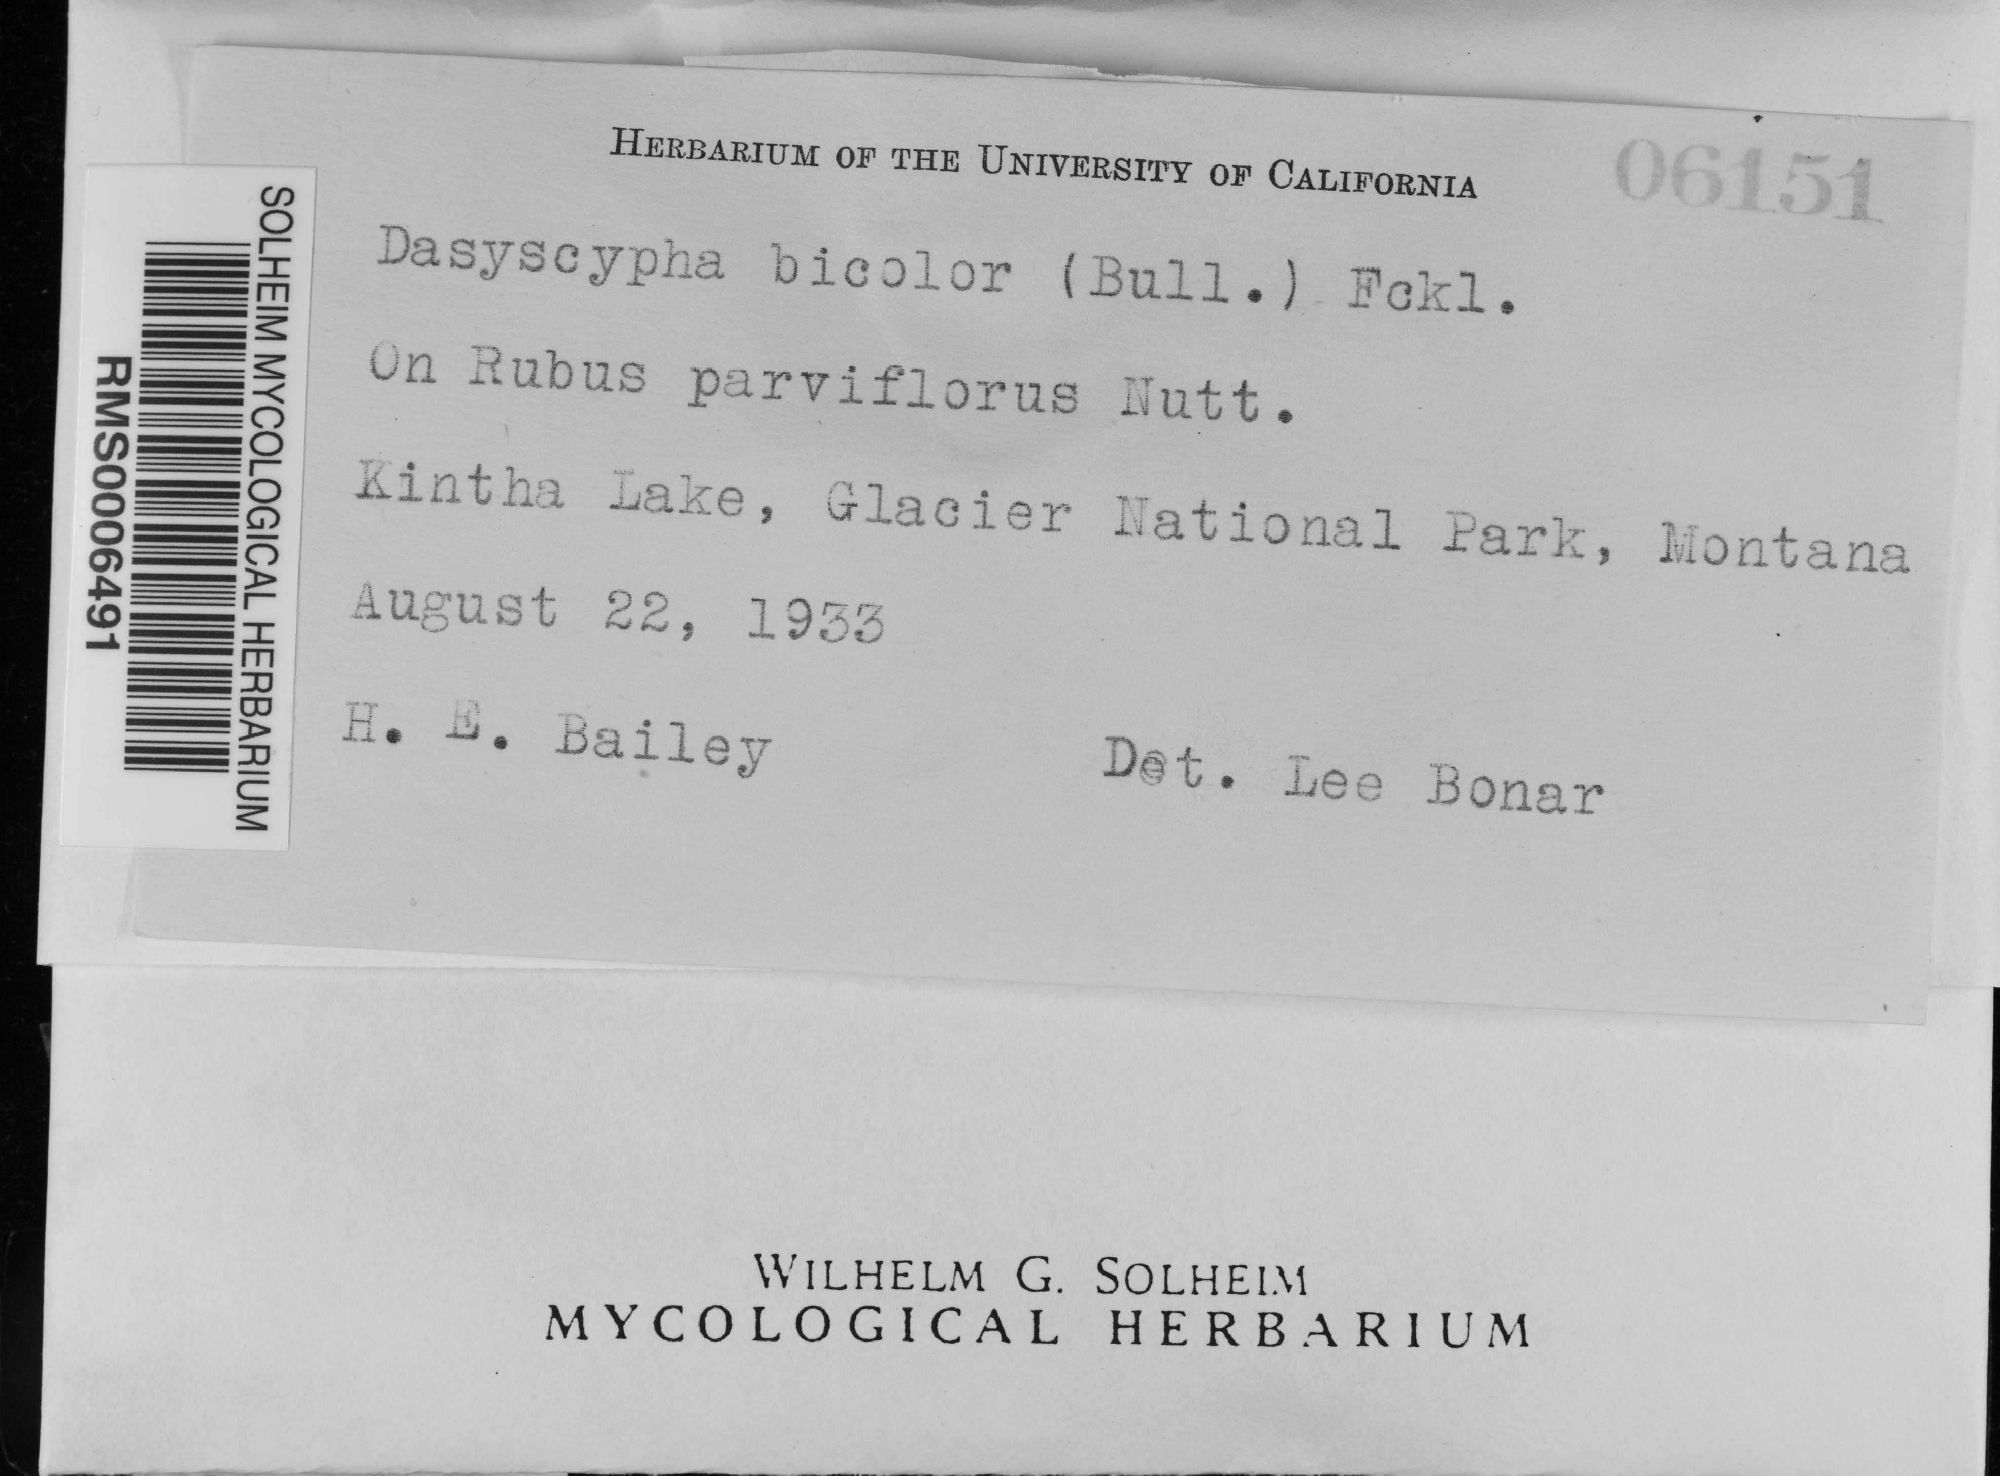 HERBARIUM OF THE UNIVERSITY OF CALIFORNIA
06151
Dasyscypha bicolor (Bull.) Fckl.
On Rubus parviflorus Nutt.
Kintha Lake, Glacier National Park, Montana
August 22, 1933
H. E. Bailey Det. Lee Bonar
SOLHEIM MYCOLOGICAL HERBARIUM
RMS0006491
WILHELM G. SOLHEIM
MYCOLOGICAL HERBARIUM